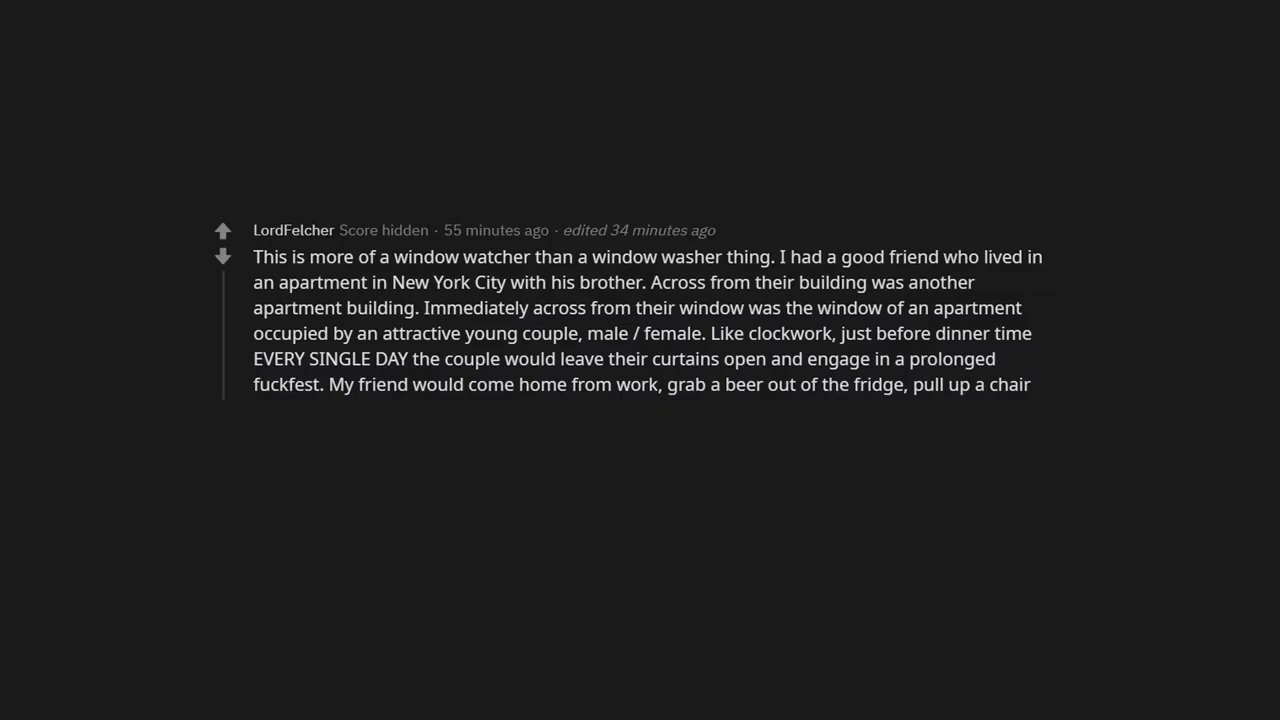 LordFelcher Score hidden · 55 minutes ago · edited 34 minutes ago
This is more of a window watcher than a window washer thing. I had a good friend who lived in
an apartment in New York City with his brother. Across from their building was another
apartment building. Immediately across from their window was the window of an apartment
occupied by an attractive young couple, male / female. Like clockwork, just before dinner time
EVERY SINGLE DAY the couple would leave their curtains open and engage in a prolonged
fuckfest. My friend would come home from work, grab a beer out of the fridge, pull up a chair